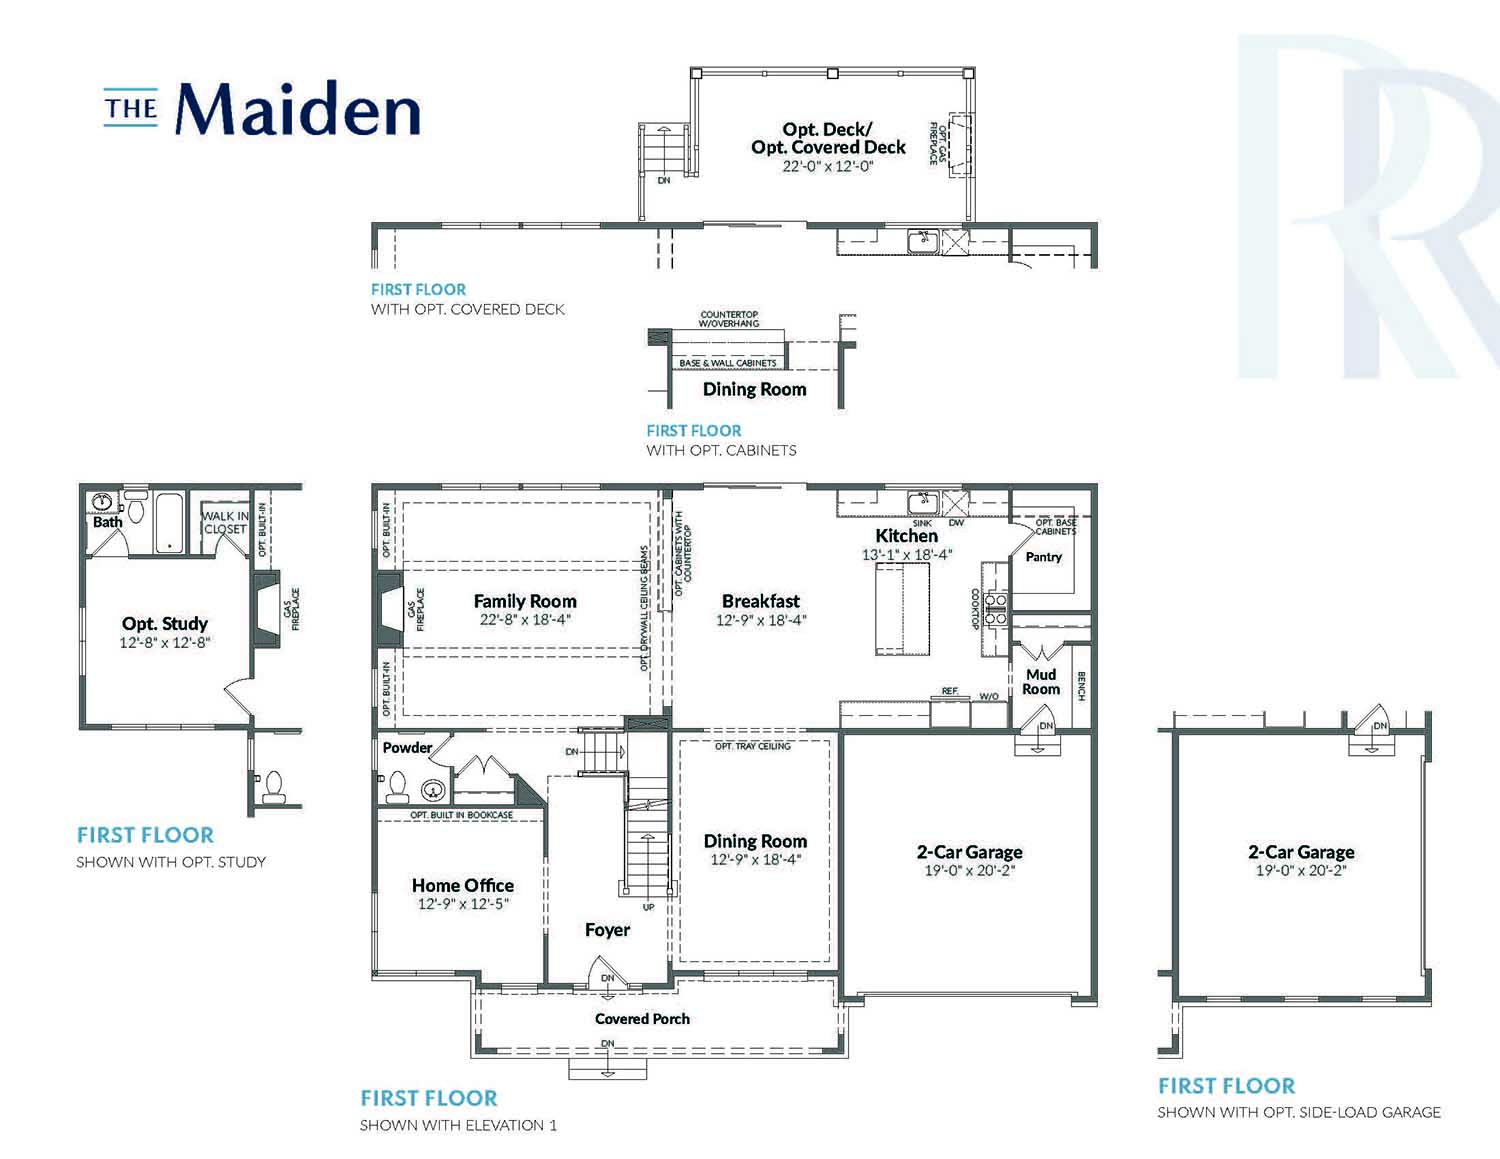 THE Maiden
RR
Opt. Deck/
Opt. Covered Deck
22'-0" x 12'-0"
OPT. GAS
FIREPLACE
DN
FIRST FLOOR
WITH OPT. COVERED DECK
COUNTERTOP
W/OVERHANG
BASE & WALL CABINETS
Dining Room
FIRST FLOOR
WITH OPT. CABINETS
Bath
WALK IN
CLOSET
OPT. BUILT-IN
GAS
FIREPLACE
Opt. Study
12'-8" x 12'-8"
FIRST FLOOR
SHOWN WITH OPT. STUDY
OPT. BUILT-IN
GAS
FIREPLACE
OPT. BUILT-IN
Family Room
22'-8" x 18'-4"
OPT. DRYWALL CEILING BEAMS
OPT. CABINETS WITH
COUNTERTOP
Breakfast
12'-9" x 18'-4"
SINK
DW
Kitchen
13'-1" x 18'-4"
COOKTOP
REF.
W/O
OPT. BASE
CABINETS
Pantry
Mud
Room
BENCH
DN
Powder
DN
OPT. BUILT IN BOOKCASE
Home Office
12'-9" x 12'-5"
UP
Foyer
DN
OPT. TRAY CEILING
Dining Room
12'-9" x 18'-4"
2-Car Garage
19'-0" x 20'-2"
Covered Porch
DN
FIRST FLOOR
SHOWN WITH ELEVATION 1
DN
2-Car Garage
19'-0" x 20'-2"
FIRST FLOOR
SHOWN WITH OPT. SIDE-LOAD GARAGE